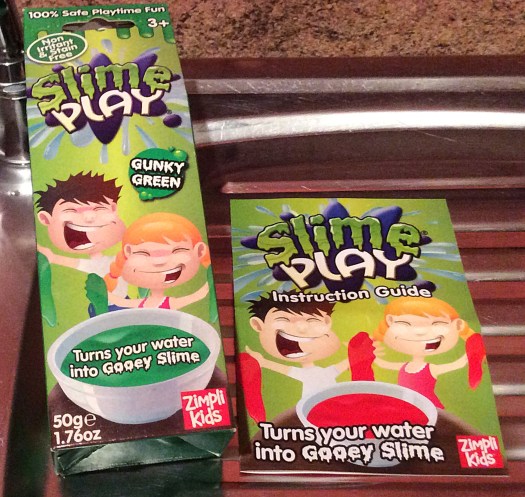 100% Safe Playtime Fun
3+
Non
Irritant
& Stain
Free
Slime
PLAY
GUNKY
GREEN
Turns your water
into Gooey Slime
50g℮
1.76oz
ZIMPLI
KIDS
Slime®
PLAY
Instruction Guide
Turns your water
into Gooey Slime
ZIMPLI
KIDS